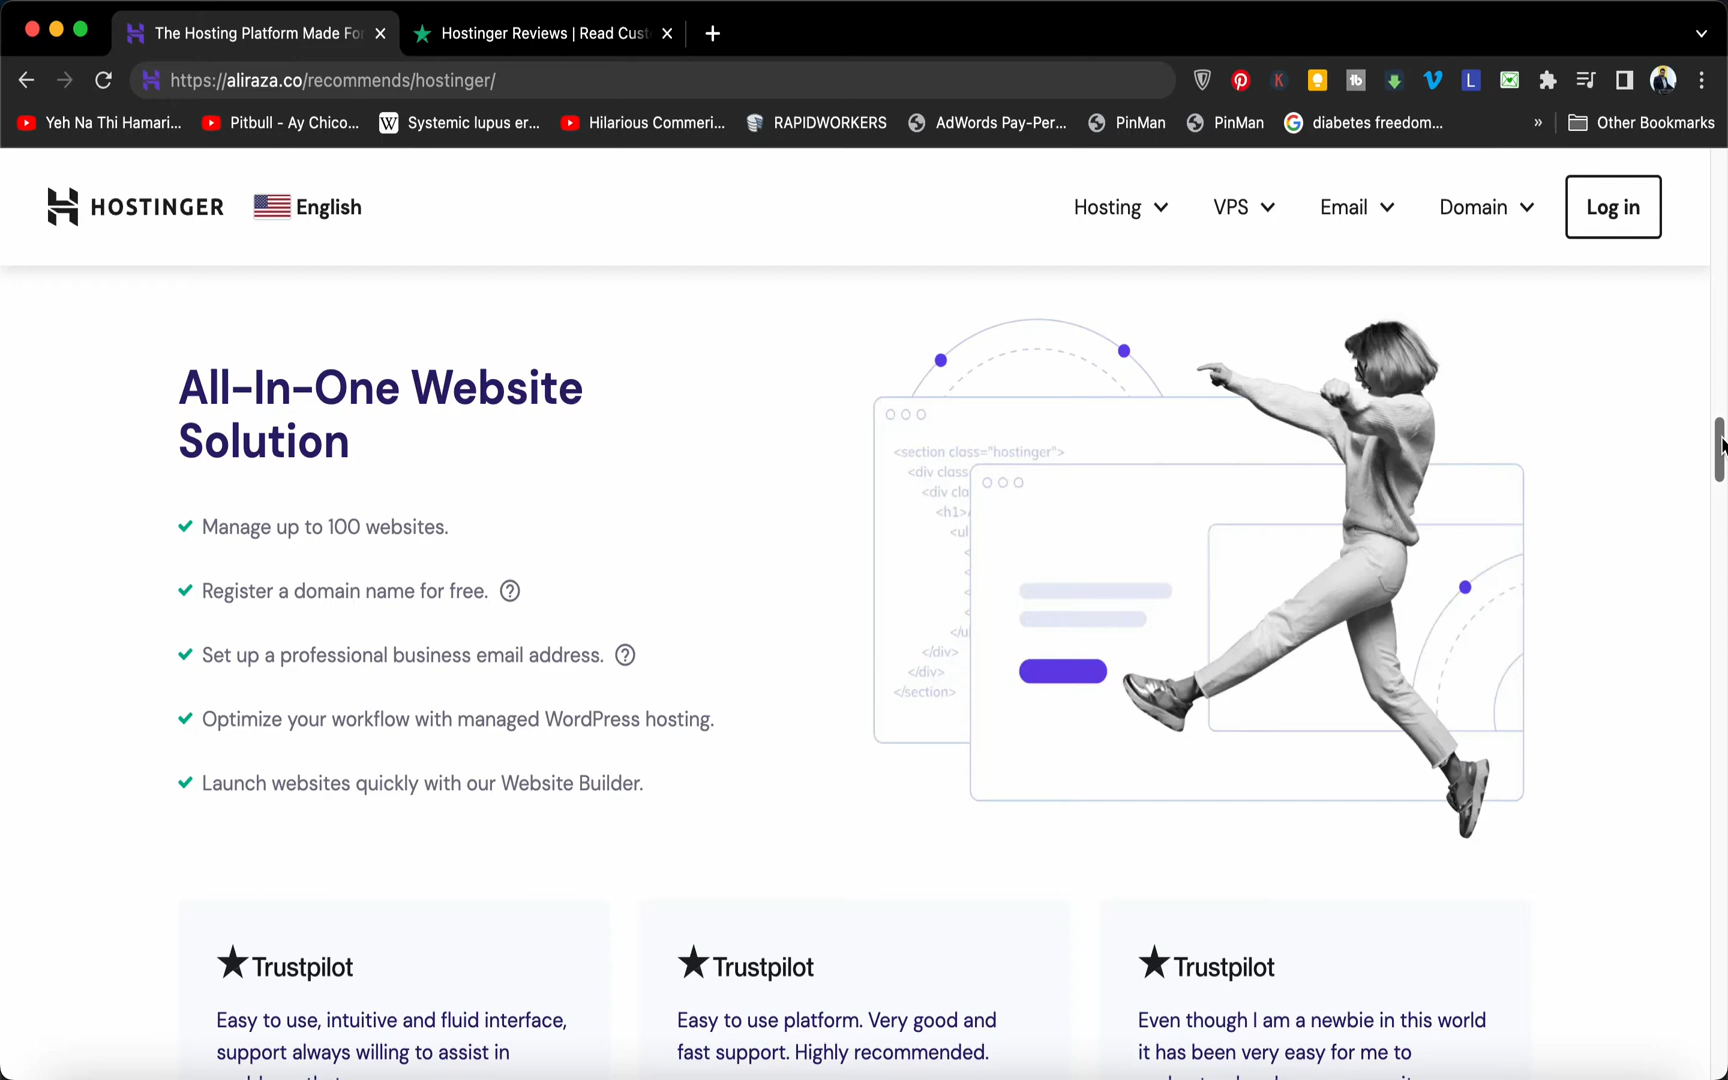 The Hosting Platform Made Fo
Hostinger Reviews | Read Cust
https://aliraza.co/recommends/hostinger/
Yeh Na Thi Hamari...
Pitbull - Ay Chico...
Systemic lupus er...
Hilarious Commeri...
RAPIDWORKERS
AdWords Pay-Per...
PinMan
PinMan
diabetes freedom...
»
Other Bookmarks
HOSTINGER
English
Hosting
VPS
Email
Domain
Log in
All-In-One Website
Solution
Manage up to 100 websites.
Register a domain name for free.
Set up a professional business email address.
Optimize your workflow with managed WordPress hosting.
Launch websites quickly with our Website Builder.
<section class="hostinger">
<div class
<div cla
<h1>
<ul
</u
</div>
</div>
</section>
Trustpilot
Easy to use, intuitive and fluid interface,
support always willing to assist in
Trustpilot
Easy to use platform. Very good and
fast support. Highly recommended.
Trustpilot
Even though I am a newbie in this world
it has been very easy for me to